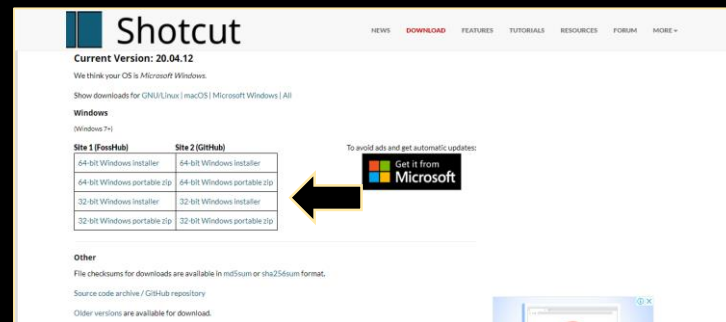 Shotcut
NEWS DOWNLOAD FEATURES TUTORIALS RESOURCES FORUM MORE
Current Version: 20.04.12
We think your OS is Microsoft Windows.
Show downloads for GNU/Linux | macOS | Microsoft Windows | All
Windows
(Windows 7+)
Site 1 (FossHub) Site 2 (GitHub)
To avoid ads and get automatic updates:
64-bit Windows installer 64-bit Windows installer
Get it from
Microsoft
64-bit Windows portable zip 64-bit Windows portable zip
32-bit Windows installer 32-bit Windows installer
32-bit Windows portable zip 32-bit Windows portable zip
Other
File checksums for downloads are available in md5sum or sha256sum format.
Source code archive / GitHub repository
Older versions are available for download.